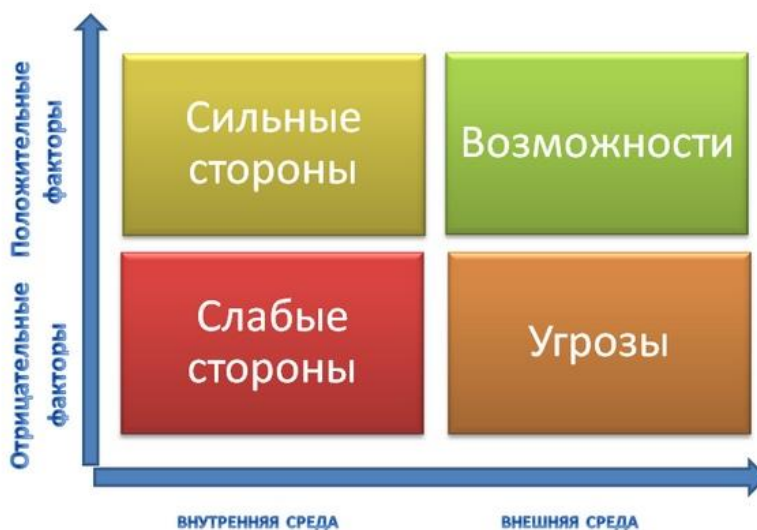 Положительные
факторы
Сильные
стороны
Возможности
Отрицательные
факторы
Слабые
стороны
Угрозы
ВНУТРЕННЯЯ СРЕДА
ВНЕШНЯЯ СРЕДА